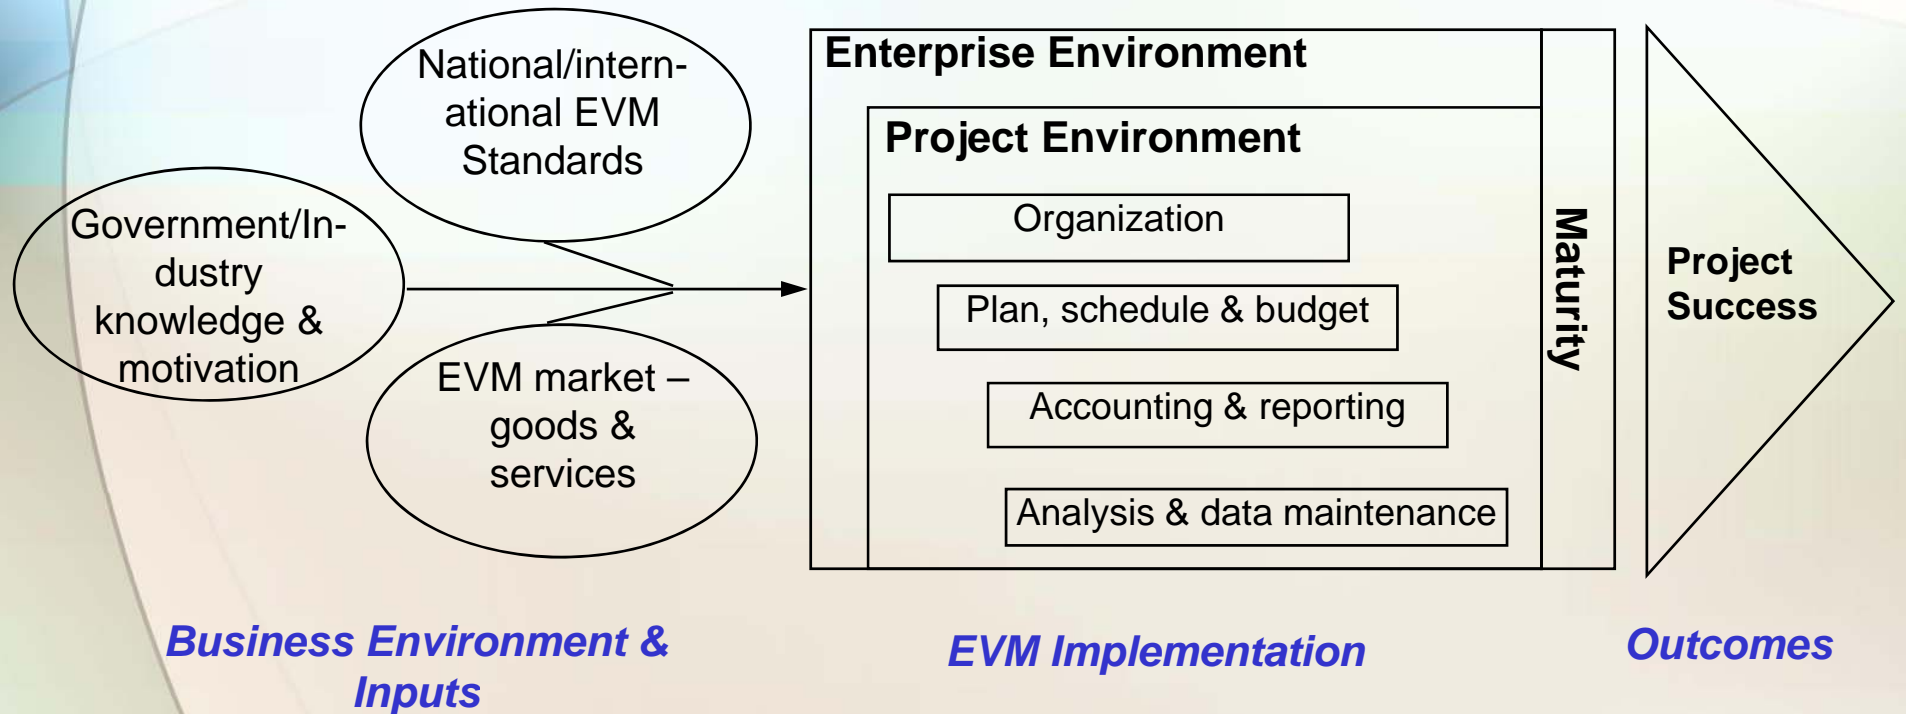 National/intern-
ational EVM
Standards
Government/In-
dustry
knowledge &
motivation
EVM market –
goods &
services
Enterprise Environment
Project Environment
Organization
Plan, schedule & budget
Accounting & reporting
Analysis & data maintenance
Maturity
Project
Success
Business Environment &
Inputs
EVM Implementation
Outcomes